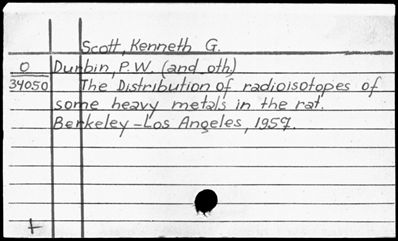 Scott, Kenneth G.
O Durbin, P.W. (and oth)
34050 The Distribution of radioisotopes of
some heavy metals in the rat.
Berkeley-Los Angeles, 1957.
+